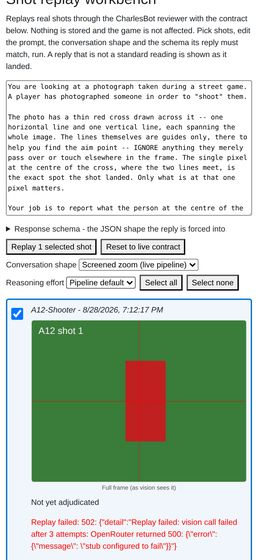 Shot replay workbench
Replays real shots through the CharlesBot reviewer with the contract
below. Nothing is stored and the game is not affected. Pick shots, edit
the prompt, the conversation shape and the schema its reply must
match, run. A reply that is not a standard reading is shown as it
landed.
You are looking at a photograph taken during a street game.
A player has photographed someone in order to "shoot" them.
The photo has a thin red cross drawn across it -- one
horizontal line and one vertical line, each spanning the
whole image. The lines themselves are guides only, there to
help you find the aim point -- IGNORE anything they merely
pass over or touch elsewhere in the frame. The single pixel
at the centre of the cross, where the two lines meet, is
the exact spot the shot landed. Only what is at that one
pixel matters.
Your job is to report what the person at the centre of the
Response schema - the JSON shape the reply is forced into
Replay 1 selected shot
Reset to live contract
Conversation shape Screened zoom (live pipeline)
Reasoning effort Pipeline default
Select all
Select none
A12-Shooter - 8/28/2026, 7:12:17 PM
A12 shot 1
Full frame (as vision sees it)
Not yet adjudicated
Replay failed: 502: {"detail":"Replay failed: vision call failed
after 3 attempts: OpenRouter returned 500: {\"error\":
{\"message\": \"stub configured to fail\"}}"}